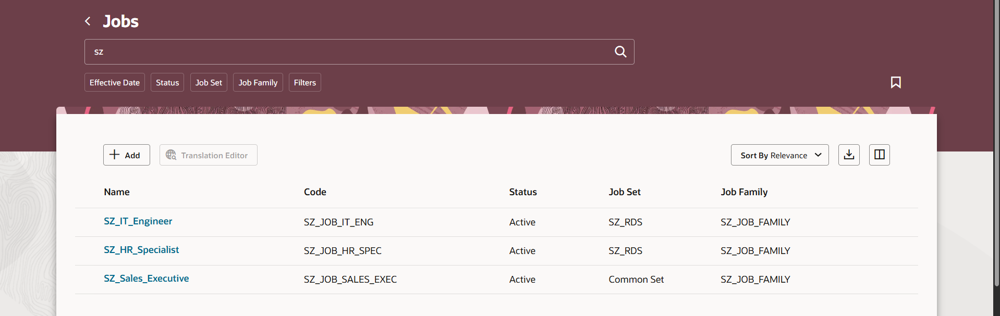 Jobs
sz
Effective Date Status Job Set Job Family Filters
Add Translation Editor Sort By Relevance
Name Code Status Job Set Job Family
SZ_IT_Engineer SZ_JOB_IT_ENG Active SZ_RDS SZ_JOB_FAMILY
SZ_HR_Specialist SZ_JOB_HR_SPEC Active SZ_RDS SZ_JOB_FAMILY
SZ_Sales_Executive SZ_JOB_SALES_EXEC Active Common Set SZ_JOB_FAMILY